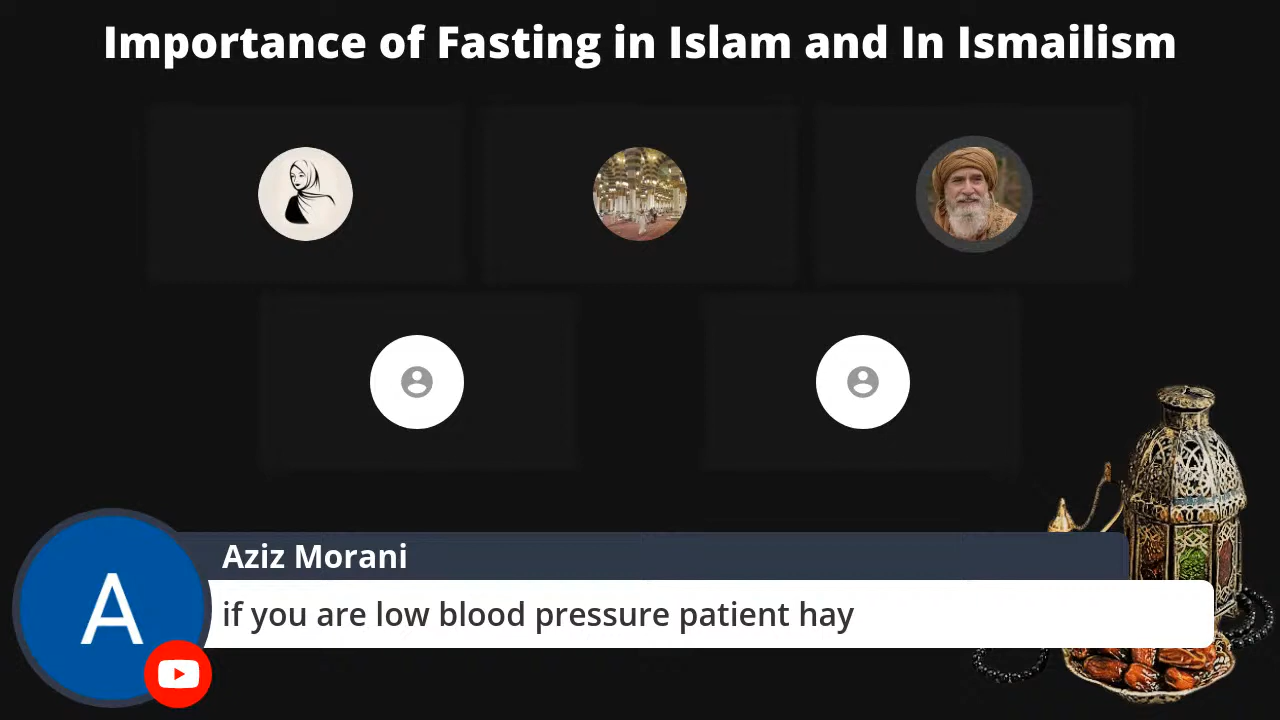 Importance of Fasting in Islam and In Ismailism
A
Aziz Morani
if you are low blood pressure patient hay